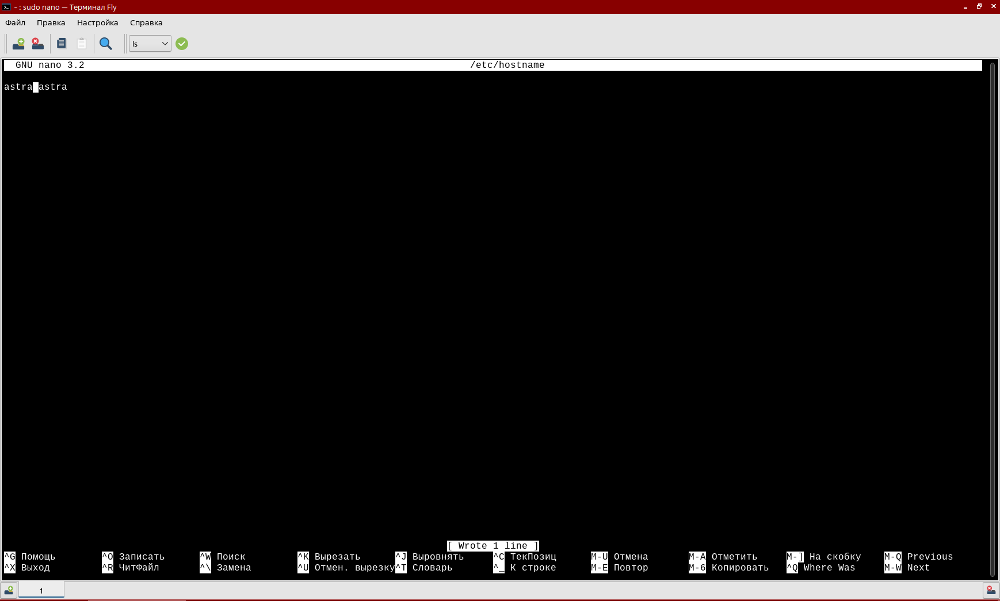 - : sudo nano — Терминал Fly
Файл Правка Настройка Справка
ls
GNU nano 3.2 /etc/hostname
astra astra
[ Wrote 1 line ]
^G Помощь ^O Записать ^W Поиск ^K Вырезать ^J Выровнять ^C ТекПозиц M-U Отмена M-A Отметить M-] На скобку M-Q Previous
^X Выход ^R ЧитФайл ^\ Замена ^U Отмен. вырезку ^T Словарь ^_ К строке M-E Повтор M-6 Копировать ^Q Where Was M-W Next
1